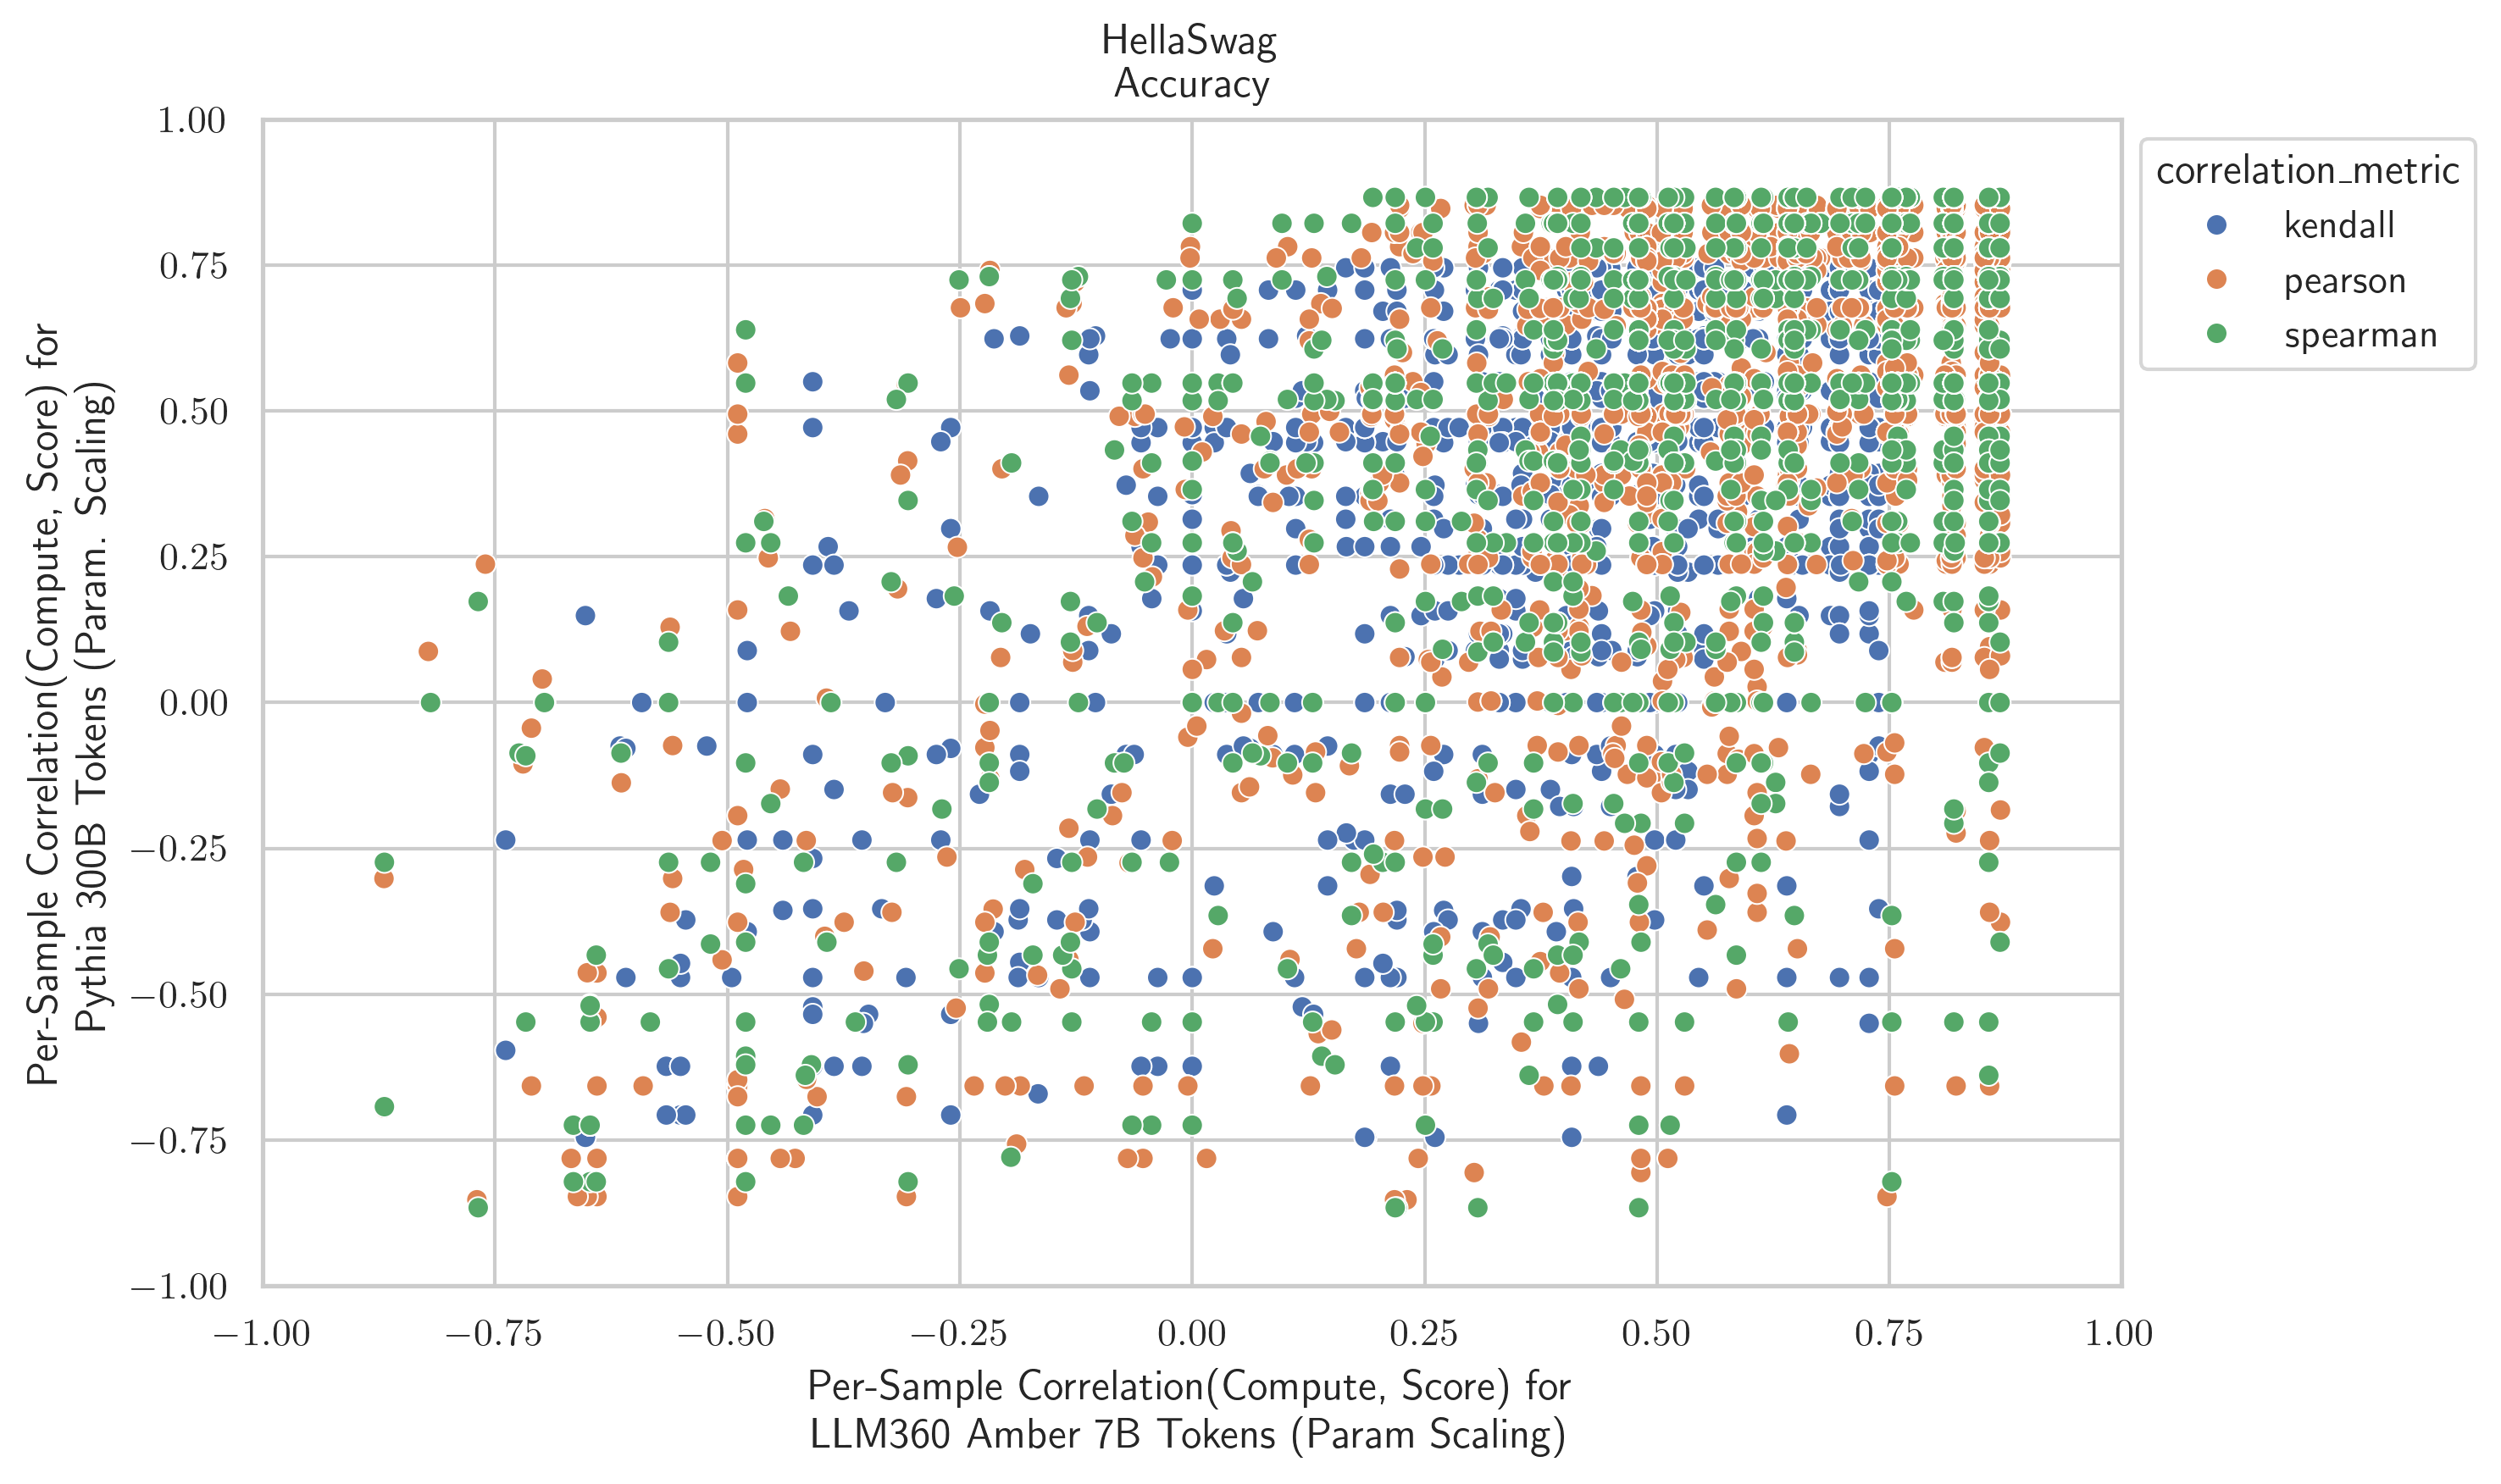 HellaSwag
Accuracy
1.00
0.75
0.50
0.25
0.00
−0.25
−0.50
−0.75
−1.00
Per-Sample Correlation(Compute, Score) for
Pythia 300B Tokens (Param. Scaling)
−1.00 −0.75 −0.50 −0.25 0.00 0.25 0.50 0.75 1.00
Per-Sample Correlation(Compute, Score) for
LLM360 Amber 7B Tokens (Param Scaling)
correlation_metric
kendall
pearson
spearman